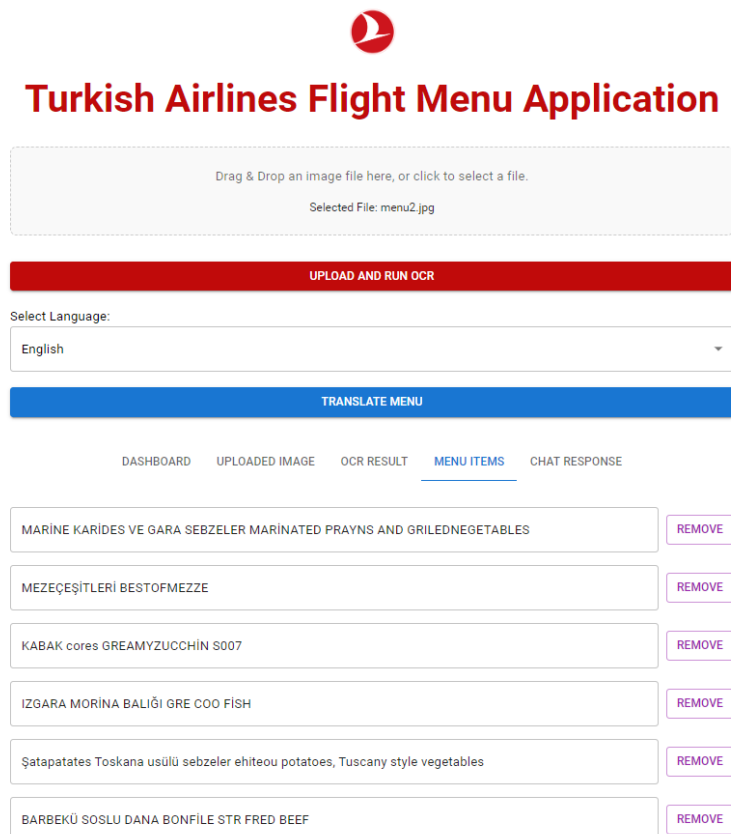 Turkish Airlines Flight Menu Application
Drag & Drop an image file here, or click to select a file.
Selected File: menu2.jpg
UPLOAD AND RUN OCR
Select Language:
English
TRANSLATE MENU
DASHBOARD UPLOADED IMAGE OCR RESULT MENU ITEMS CHAT RESPONSE
MARİNE KARİDES VE GARA SEBZELER MARINATED PRAYNS AND GRILEDNEGETABLES REMOVE
MEZEÇEŞİTLERİ BESTOFMEZZE REMOVE
KABAK cores GREAMYZUCCHİN S007 REMOVE
IZGARA MORİNA BALIĞI GRE COO FİSH REMOVE
Şatapatates Toskana usülü sebzeler ehiteou potatoes, Tuscany style vegetables REMOVE
BARBEKÜ SOSLU DANA BONFİLE STR FRED BEEF REMOVE